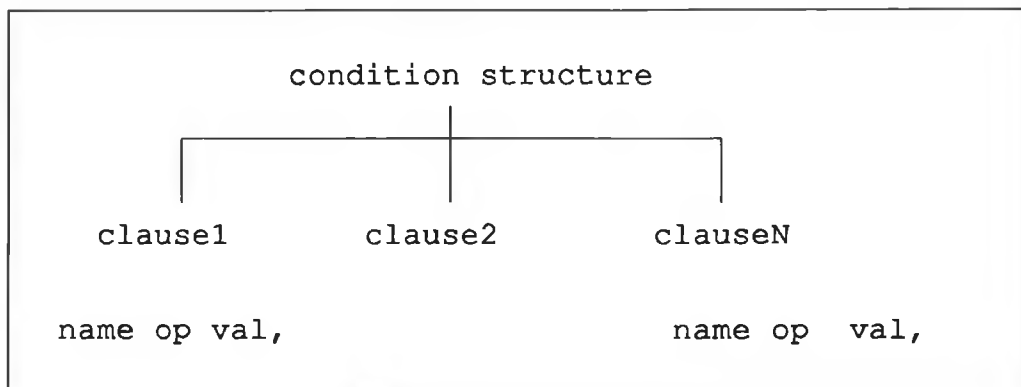 condition structure
clause1 clause2 clauseN
name op val, name op val,